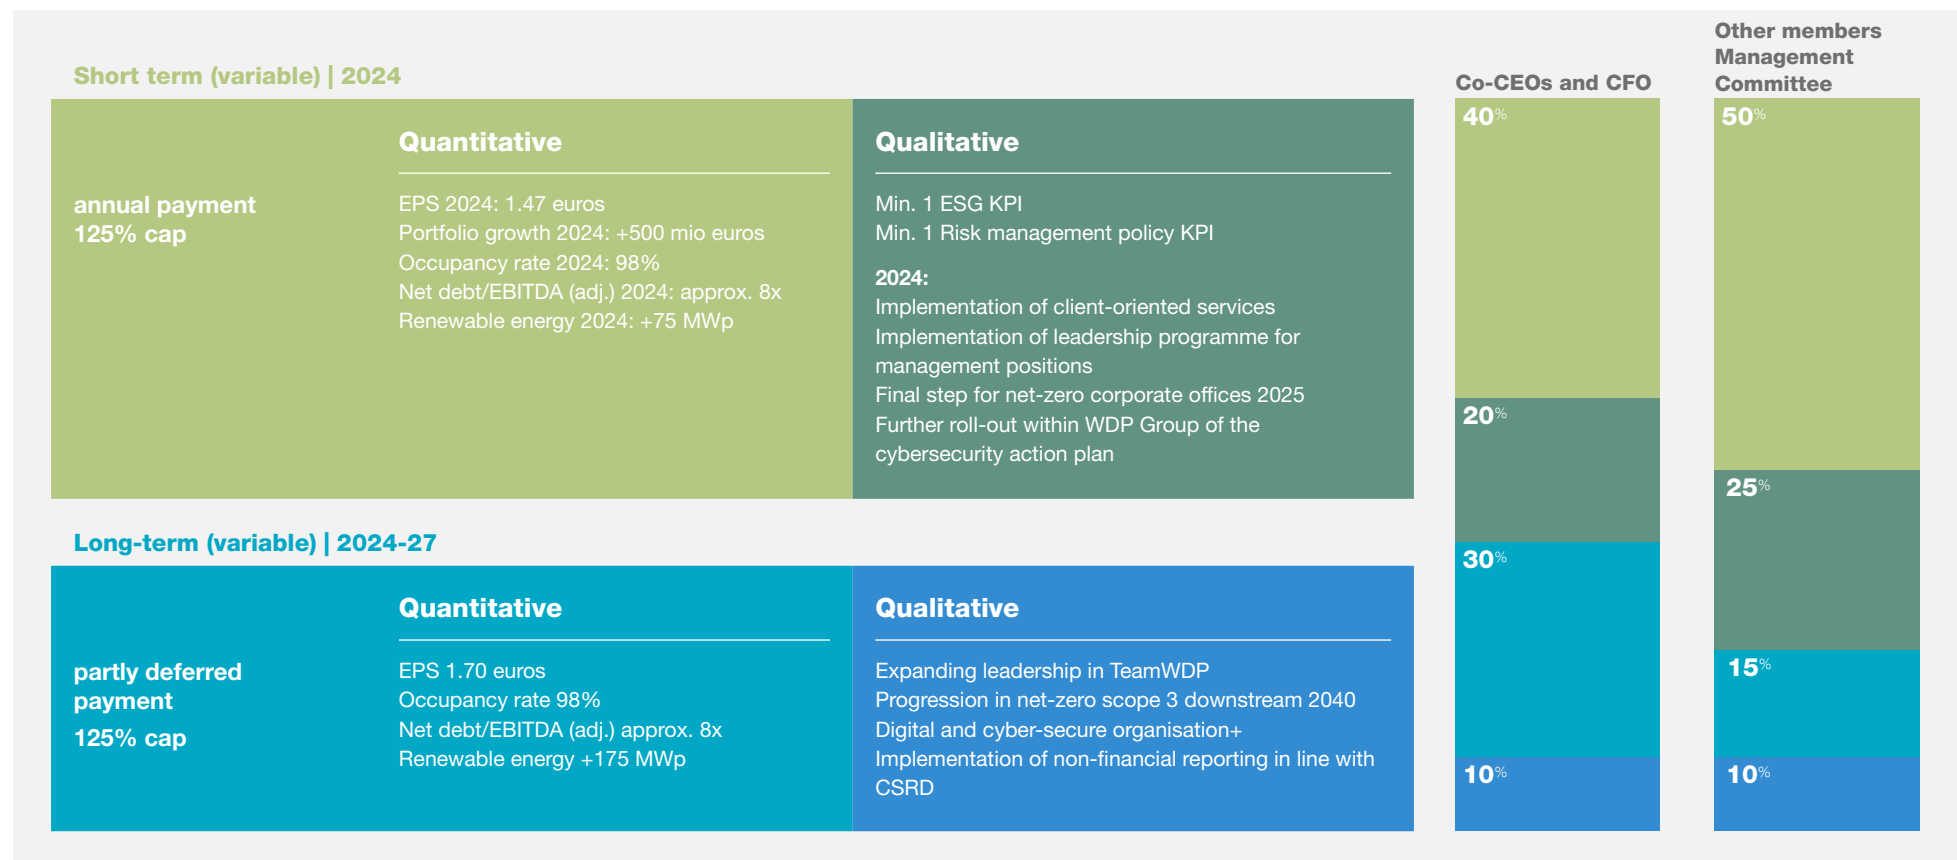 Short term (variable) | 2024
annual payment
125% cap
Quantitative
EPS 2024: 1.47 euros
Portfolio growth 2024: +500 mio euros
Occupancy rate 2024: 98%
Net debt/EBITDA (adj.) 2024: approx. 8x
Renewable energy 2024: +75 MWp
Qualitative
Min. 1 ESG KPI
Min. 1 Risk management policy KPI
2024:
Implementation of client-oriented services
Implementation of leadership programme for
management positions
Final step for net-zero corporate offices 2025
Further roll-out within WDP Group of the
cybersecurity action plan
Long-term (variable) | 2024-27
partly deferred
payment
125% cap
Quantitative
EPS 1.70 euros
Occupancy rate 98%
Net debt/EBITDA (adj.) approx. 8x
Renewable energy +175 MWp
Qualitative
Expanding leadership in TeamWDP
Progression in net-zero scope 3 downstream 2040
Digital and cyber-secure organisation+
Implementation of non-financial reporting in line with
CSRD
Co-CEOs and CFO
40%
20%
30%
10%
Other members
Management
Committee
50%
25%
15%
10%